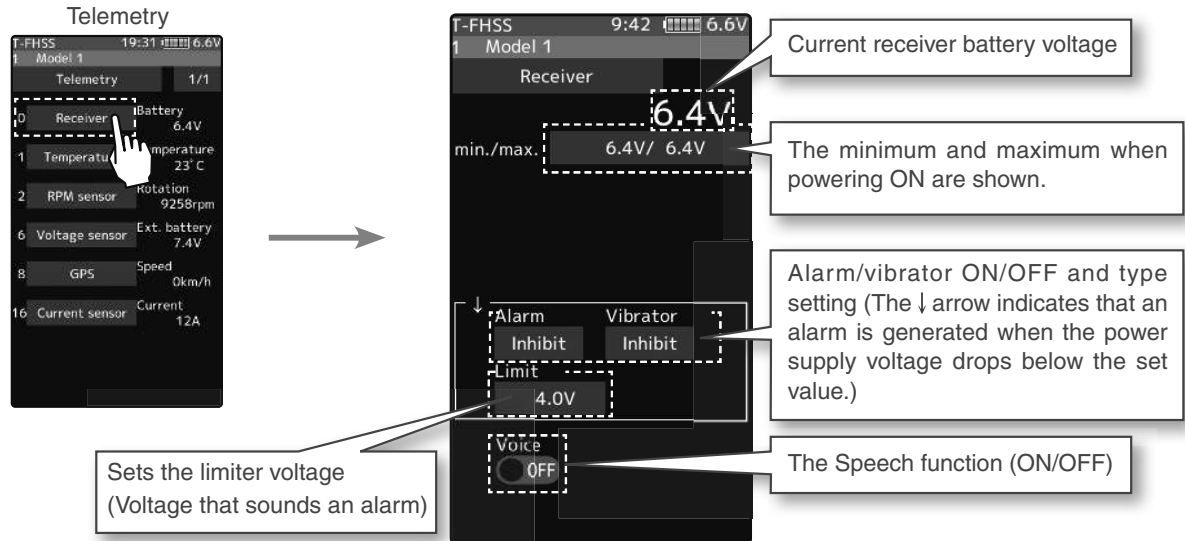 Telemetry
T-FHSS 19:31 6.6V
1 Model 1
Telemetry 1/1
0 Receiver Battery
6.4V
1 Temperatu mperature
23°C
2 RPM sensor Rotation
9258rpm
6 Voltage sensor Ext. battery
7.4V
8 GPS Speed
0km/h
16 Current sensor Current
12A
T-FHSS 9:42 6.6V
1 Model 1
Receiver
6.4V
min./max. 6.4V/ 6.4V
↓ Alarm Vibrator
Inhibit Inhibit
Limit
4.0V
Voice
OFF
Current receiver battery voltage
The minimum and maximum when
powering ON are shown.
Alarm/vibrator ON/OFF and type
setting (The ↓ arrow indicates that an
alarm is generated when the power
supply voltage drops below the set
value.)
The Speech function (ON/OFF)
Sets the limiter voltage
(Voltage that sounds an alarm)